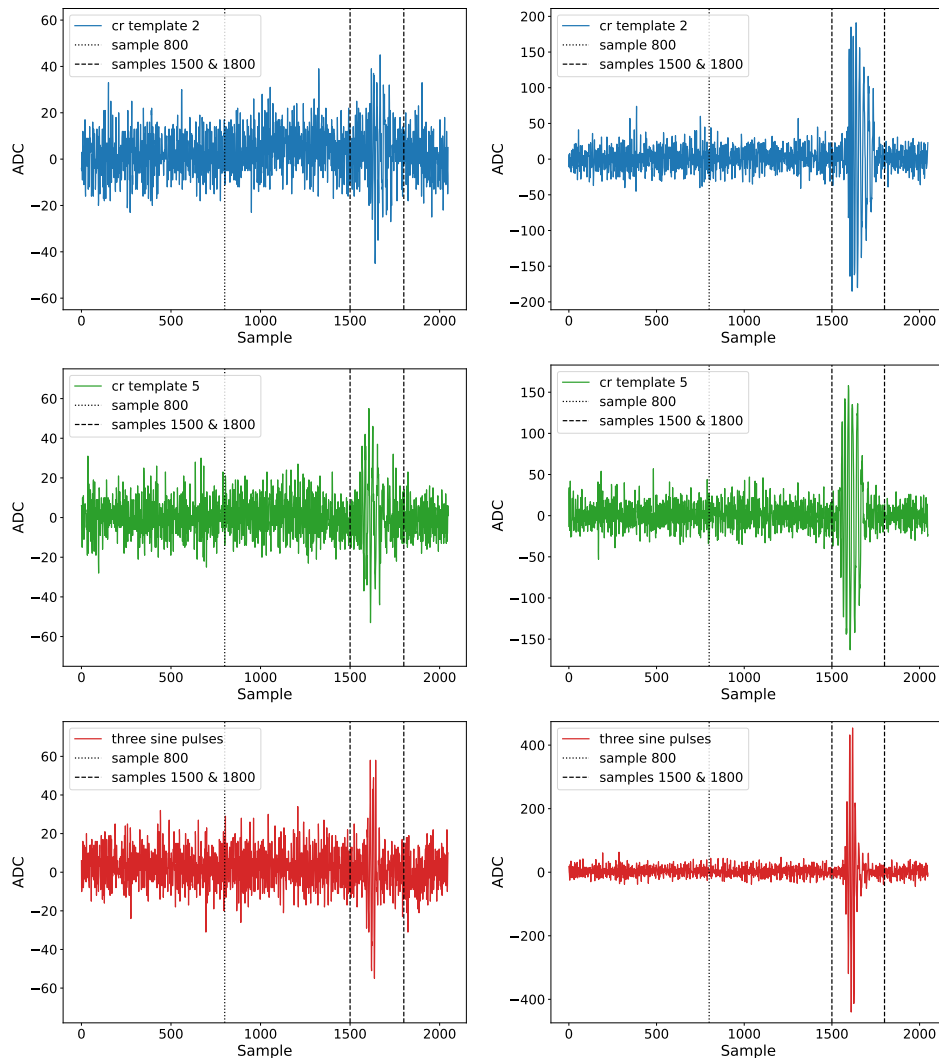 cr template 2
sample 800
samples 1500 & 1800
40
20
0
−20
−40
−60
ADC
0
500
1000
1500
2000
Sample
cr template 2
sample 800
samples 1500 & 1800
200
150
100
50
0
−50
−100
−150
−200
ADC
0
500
1000
1500
2000
Sample
cr template 5
sample 800
samples 1500 & 1800
60
40
20
0
−20
−40
−60
ADC
0
500
1000
1500
2000
Sample
cr template 5
sample 800
samples 1500 & 1800
150
100
50
0
−50
−100
−150
ADC
0
500
1000
1500
2000
Sample
three sine pulses
sample 800
samples 1500 & 1800
60
40
20
0
−20
−40
−60
ADC
0
500
1000
1500
2000
Sample
three sine pulses
sample 800
samples 1500 & 1800
400
200
0
−200
−400
ADC
0
500
1000
1500
2000
Sample